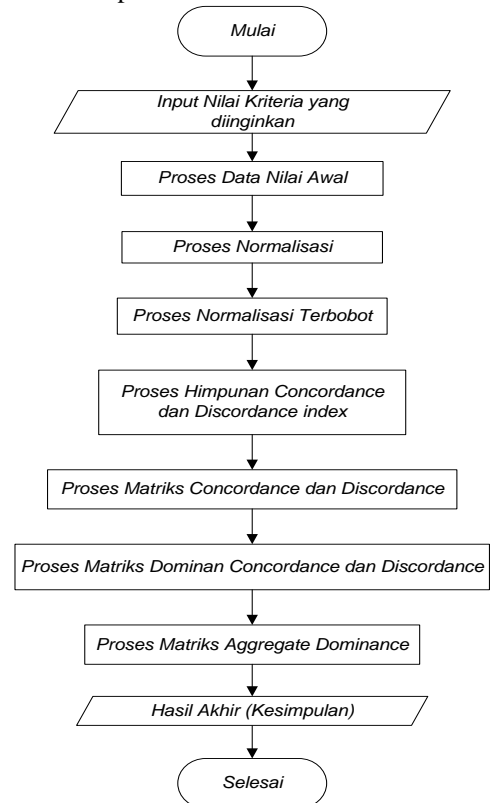 Mulai
Input Nilai Kriteria yang
diinginkan
Proses Data Nilai Awal
Proses Normalisasi
Proses Normalisasi Terbobot
Proses Himpunan Concordance
dan Discordance index
Proses Matriks Concordance dan Discordance
Proses Matriks Dominan Concordance dan Discordance
Proses Matriks Aggregate Dominance
Hasil Akhir (Kesimpulan)
Selesai